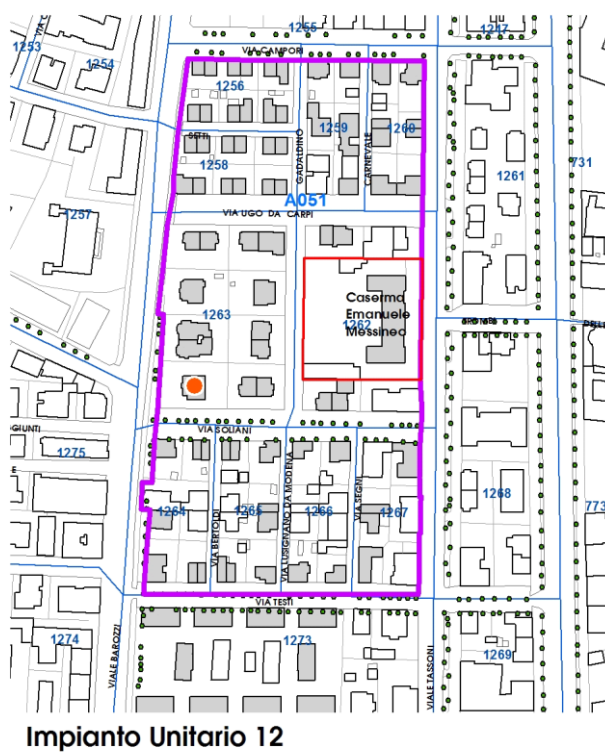 1255
1217
1253
VIA CAMPORI
1254
1256
1259
1260
SETTI
GADALDINO
CARNEVALE
1258
1261
731
A051
1257
VIA UGO DA CARPI
Caserma
Emanuele
1262
Messineo
1263
VIA SOLIANI
GIUNTI
1275
E
1264
VIA BERTOLDI
1265
VIA LUSIGNANO DA MODENA
1266
VIA SEGNI
1267
1268
773
VIA TESTI
1274
VIALE BAROZZI
1273
VIALE TASSONI
1269
Impianto Unitario 12